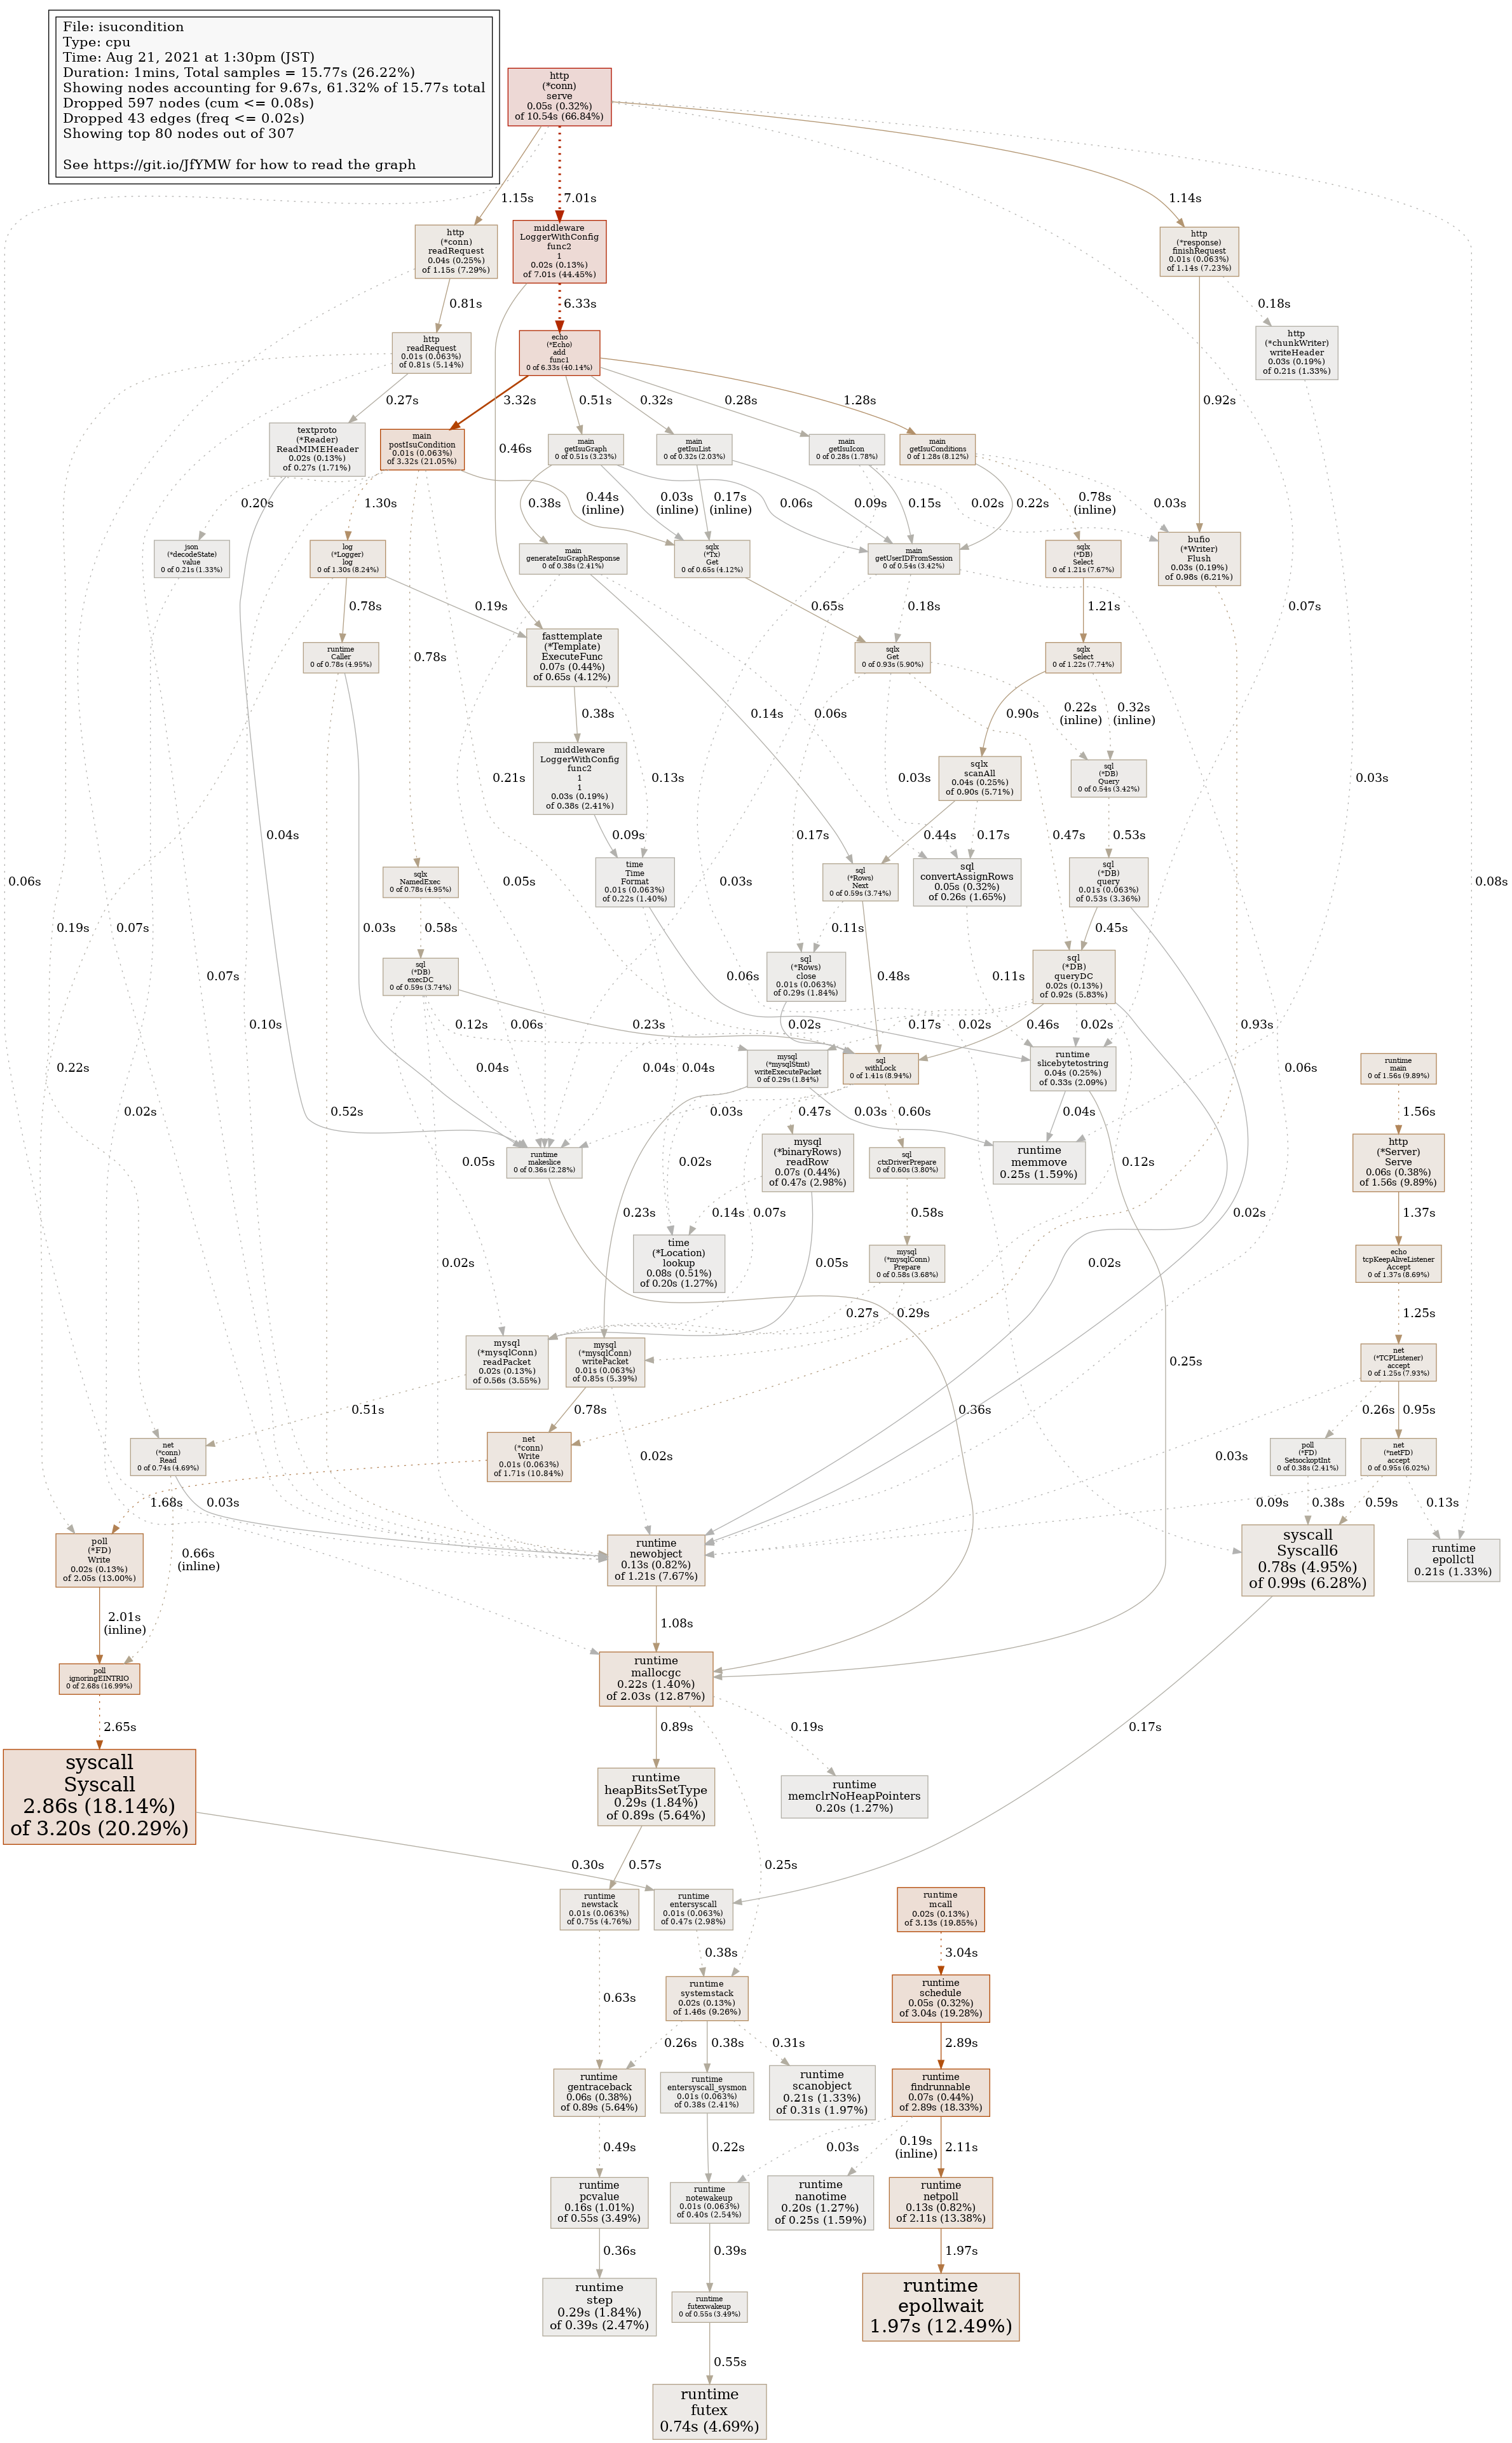 File: isucondition
Type: cpu
Time: Aug 21, 2021 at 1:30pm (JST)
Duration: 1mins, Total samples = 15.77s (26.22%)
Showing nodes accounting for 9.67s, 61.32% of 15.77s total
Dropped 597 nodes (cum <= 0.08s)
Dropped 43 edges (freq <= 0.02s)
Showing top 80 nodes out of 307
See https://git.io/JfYMW for how to read the graph
http
(*conn)
serve
0.05s (0.32%)
of 10.54s (66.84%)
1.15s
7.01s
1.14s
http
(*conn)
readRequest
0.04s (0.25%)
of 1.15s (7.29%)
middleware
LoggerWithConfig
func2
1
0.02s (0.13%)
of 7.01s (44.45%)
http
(*response)
finishRequest
0.01s (0.063%)
of 1.14s (7.23%)
0.81s
6.33s
0.18s
http
readRequest
0.01s (0.063%)
of 0.81s (5.14%)
echo
(*Echo)
add
func1
0 of 6.33s (40.14%)
http
(*chunkWriter)
writeHeader
0.03s (0.19%)
of 0.21s (1.33%)
0.27s
3.32s
0.51s
0.32s
0.28s
1.28s
0.92s
textproto
(*Reader)
ReadMIMEHeader
0.02s (0.13%)
of 0.27s (1.71%)
main
postIsuCondition
0.01s (0.063%)
of 3.32s (21.05%)
0.46s
main
getIsuGraph
0 of 0.51s (3.23%)
main
getIsuList
0 of 0.32s (2.03%)
main
getIsuIcon
0 of 0.28s (1.78%)
main
getIsuConditions
0 of 1.28s (8.12%)
0.20s
1.30s
0.38s
0.44s
(inline)
0.03s
(inline)
0.17s
(inline)
0.06s
0.09s
0.15s
0.02s
0.22s
0.78s
(inline)
0.03s
json
(*decodeState)
value
0 of 0.21s (1.33%)
log
(*Logger)
log
0 of 1.30s (8.24%)
main
generateIsuGraphResponse
0 of 0.38s (2.41%)
sqlx
(*Tx)
Get
0 of 0.65s (4.12%)
main
getUserIDFromSession
0 of 0.54s (3.42%)
sqlx
(*DB)
Select
0 of 1.21s (7.67%)
bufio
(*Writer)
Flush
0.03s (0.19%)
of 0.98s (6.21%)
0.78s
0.19s
0.65s
0.18s
1.21s
0.07s
runtime
Caller
0 of 0.78s (4.95%)
0.78s
fasttemplate
(*Template)
ExecuteFunc
0.07s (0.44%)
of 0.65s (4.12%)
sqlx
Get
0 of 0.93s (5.90%)
sqlx
Select
0 of 1.22s (7.74%)
0.38s
0.14s
0.06s
0.22s
(inline)
0.32s
(inline)
0.90s
middleware
LoggerWithConfig
func2
1
1
0.03s (0.19%)
of 0.38s (2.41%)
0.21s
0.13s
0.03s
sqlx
scanAll
0.04s (0.25%)
of 0.90s (5.71%)
sql
(*DB)
Query
0 of 0.54s (3.42%)
0.03s
0.04s
0.09s
0.17s
0.44s
0.17s
0.47s
0.53s
0.06s
0.08s
sqlx
NamedExec
0 of 0.78s (4.95%)
0.05s
time
Time
Format
0.01s (0.063%)
of 0.22s (1.40%)
0.03s
sql
(*Rows)
Next
0 of 0.59s (3.74%)
sql
convertAssignRows
0.05s (0.32%)
of 0.26s (1.65%)
sql
(*DB)
query
0.01s (0.063%)
of 0.53s (3.36%)
0.19s
0.07s
0.03s
0.58s
0.11s
0.45s
sql
(*DB)
execDC
0 of 0.59s (3.74%)
sql
(*Rows)
close
0.01s (0.063%)
of 0.29s (1.84%)
sql
(*DB)
queryDC
0.02s (0.13%)
of 0.92s (5.83%)
0.07s
0.06s
0.48s
0.11s
0.10s
0.12s
0.06s
0.23s
0.02s
0.17s
0.02s
0.46s
0.02s
0.93s
0.22s
0.04s
0.04s
0.04s
mysql
(*mysqlStmt)
writeExecutePacket
0 of 0.29s (1.84%)
sql
withLock
0 of 1.41s (8.94%)
runtime
slicebytetostring
0.04s (0.25%)
of 0.33s (2.09%)
0.06s
runtime
main
0 of 1.56s (9.89%)
0.02s
0.52s
0.03s
0.47s
0.03s
0.60s
0.04s
1.56s
runtime
makeslice
0 of 0.36s (2.28%)
0.05s
0.02s
mysql
(*binaryRows)
readRow
0.07s (0.44%)
of 0.47s (2.98%)
sql
ctxDriverPrepare
0 of 0.60s (3.80%)
runtime
memmove
0.25s (1.59%)
0.12s
http
(*Server)
Serve
0.06s (0.38%)
of 1.56s (9.89%)
0.23s
0.14s
0.07s
0.58s
0.02s
1.37s
0.02s
time
(*Location)
lookup
0.08s (0.51%)
of 0.20s (1.27%)
0.05s
mysql
(*mysqlConn)
Prepare
0 of 0.58s (3.68%)
0.02s
echo
tcpKeepAliveListener
Accept
0 of 1.37s (8.69%)
0.27s
0.29s
1.25s
mysql
(*mysqlConn)
readPacket
0.02s (0.13%)
of 0.56s (3.55%)
mysql
(*mysqlConn)
writePacket
0.01s (0.063%)
of 0.85s (5.39%)
0.25s
net
(*TCPListener)
accept
0 of 1.25s (7.93%)
0.51s
0.78s
0.36s
0.26s
0.95s
net
(*conn)
Read
0 of 0.74s (4.69%)
net
(*conn)
Write
0.01s (0.063%)
of 1.71s (10.84%)
0.02s
0.03s
poll
(*FD)
SetsockoptInt
0 of 0.38s (2.41%)
net
(*netFD)
accept
0 of 0.95s (6.02%)
1.68s
0.03s
0.09s
0.38s
0.59s
0.13s
poll
(*FD)
Write
0.02s (0.13%)
of 2.05s (13.00%)
0.66s
(inline)
runtime
newobject
0.13s (0.82%)
of 1.21s (7.67%)
syscall
Syscall6
0.78s (4.95%)
of 0.99s (6.28%)
runtime
epollctl
0.21s (1.33%)
2.01s
(inline)
1.08s
poll
ignoringEINTRIO
0 of 2.68s (16.99%)
runtime
mallocgc
0.22s (1.40%)
of 2.03s (12.87%)
2.65s
0.89s
0.19s
0.17s
syscall
Syscall
2.86s (18.14%)
of 3.20s (20.29%)
runtime
heapBitsSetType
0.29s (1.84%)
of 0.89s (5.64%)
runtime
memclrNoHeapPointers
0.20s (1.27%)
0.30s
0.57s
0.25s
runtime
newstack
0.01s (0.063%)
of 0.75s (4.76%)
runtime
entersyscall
0.01s (0.063%)
of 0.47s (2.98%)
runtime
mcall
0.02s (0.13%)
of 3.13s (19.85%)
0.38s
3.04s
0.63s
runtime
systemstack
0.02s (0.13%)
of 1.46s (9.26%)
runtime
schedule
0.05s (0.32%)
of 3.04s (19.28%)
0.26s
0.38s
0.31s
2.89s
runtime
gentraceback
0.06s (0.38%)
of 0.89s (5.64%)
runtime
entersyscall_sysmon
0.01s (0.063%)
of 0.38s (2.41%)
runtime
scanobject
0.21s (1.33%)
of 0.31s (1.97%)
runtime
findrunnable
0.07s (0.44%)
of 2.89s (18.33%)
0.49s
0.22s
0.03s
0.19s
(inline)
2.11s
runtime
pcvalue
0.16s (1.01%)
of 0.55s (3.49%)
runtime
notewakeup
0.01s (0.063%)
of 0.40s (2.54%)
runtime
nanotime
0.20s (1.27%)
of 0.25s (1.59%)
runtime
netpoll
0.13s (0.82%)
of 2.11s (13.38%)
0.36s
0.39s
1.97s
runtime
step
0.29s (1.84%)
of 0.39s (2.47%)
runtime
futexwakeup
0 of 0.55s (3.49%)
runtime
epollwait
1.97s (12.49%)
0.55s
runtime
futex
0.74s (4.69%)